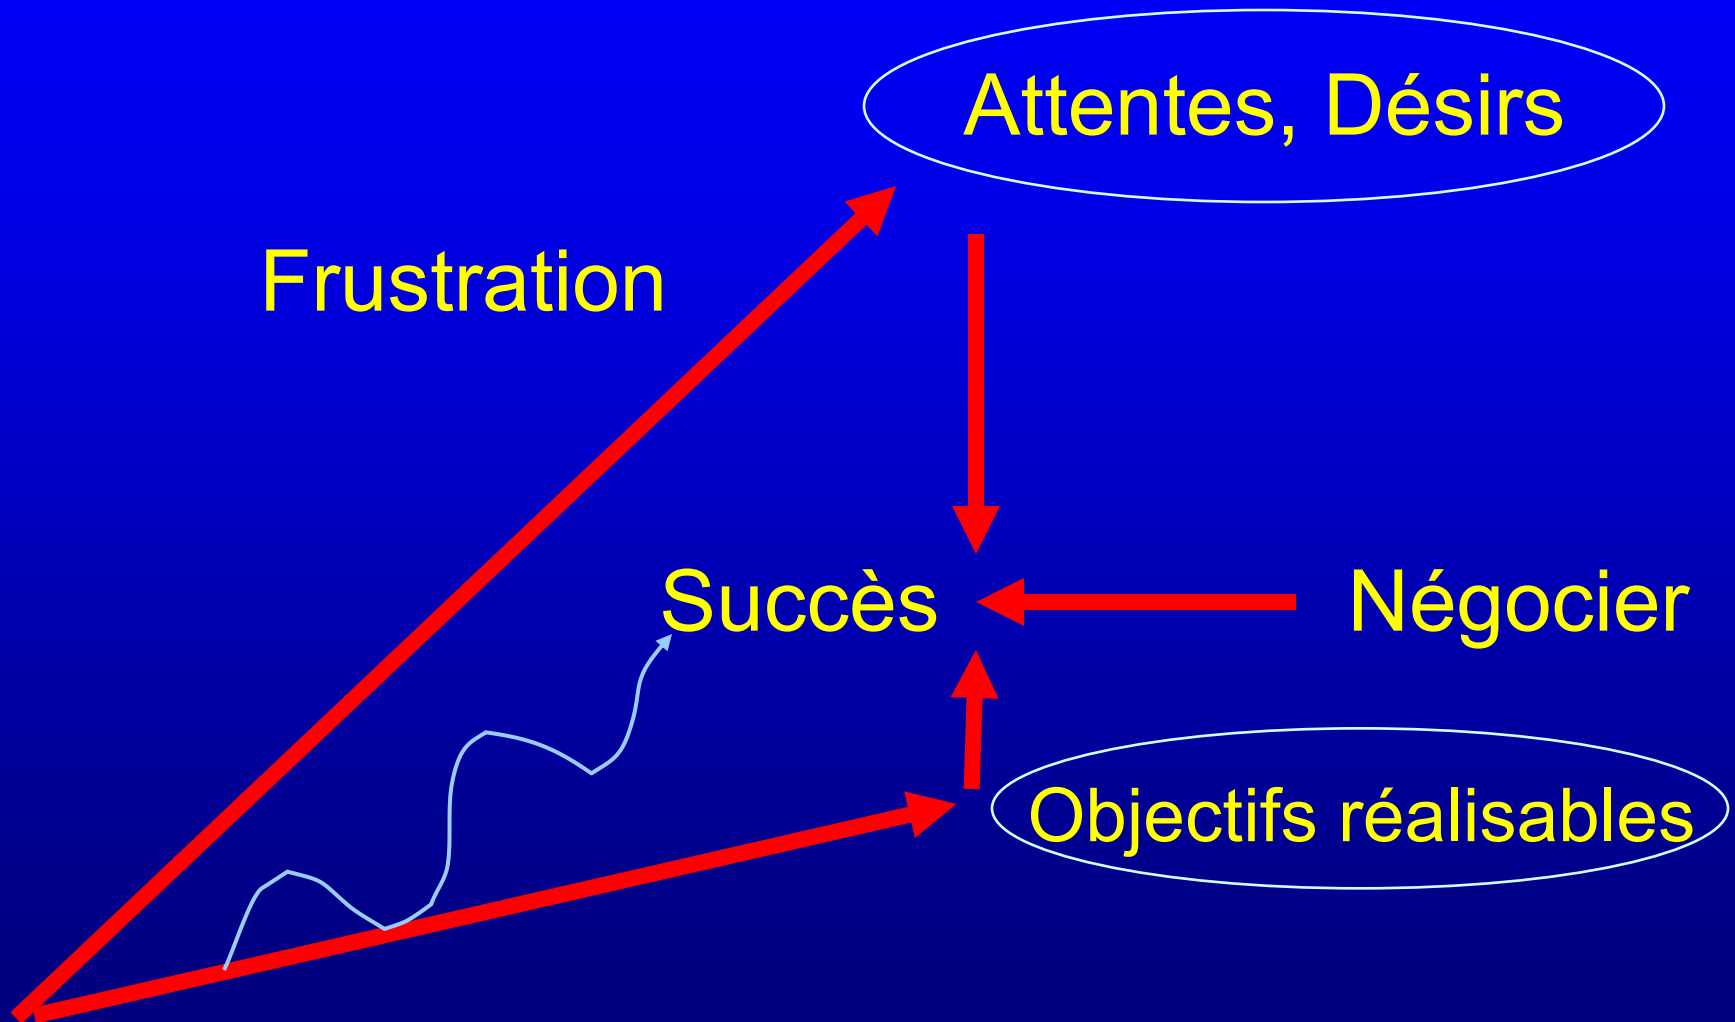 Attentes, Désirs
Frustration
Succès
Négocier
Objectifs réalisables